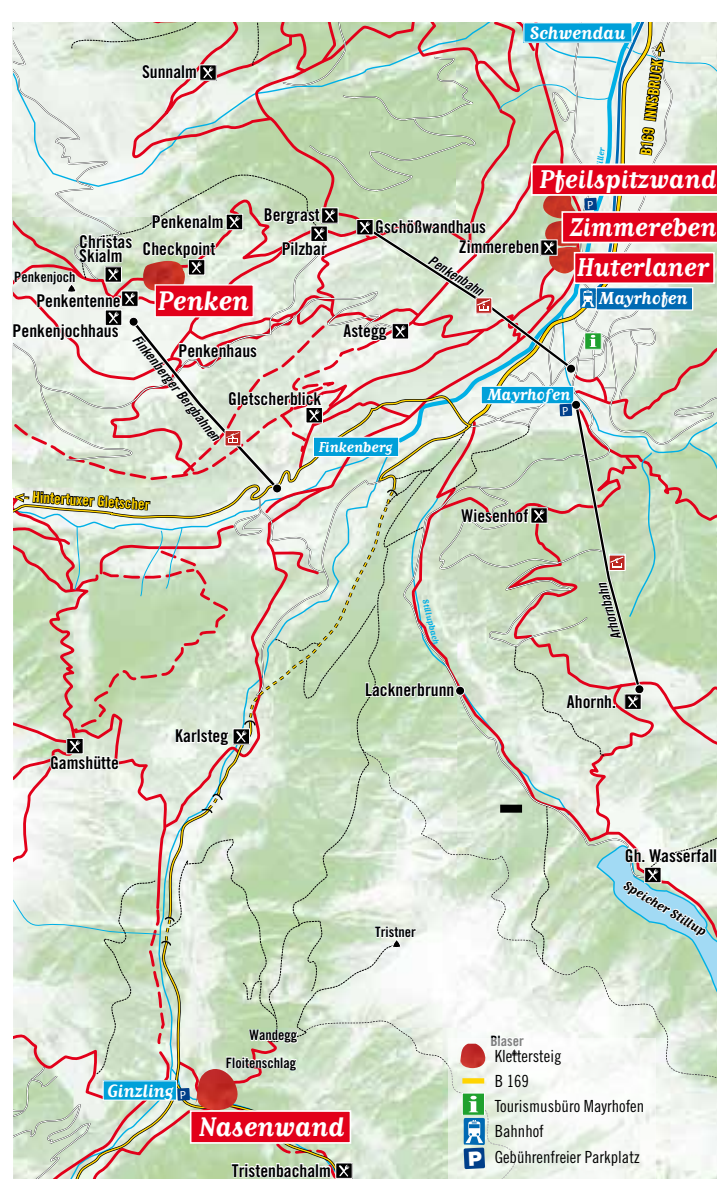 Schwendau
Sunnalm
B169 INNSBRUCK
Pfeilspitzwand
P
Bergrast
Penkenalm
Gschößwandhaus
Zimmereben
Pilzbar
Christas
Skialm
Checkpoint
Zimmereben
Huterlaner
Penkenjoch
Penkenbahn
Penken
Penkentenne
Mayrhofen
Penkenjochhaus
Astegg
i
Penkenhaus
Finkenberger Bergbahnen
Gletscherblick
Mayrhofen
P
Finkenberg
Hintertuxer Gletscher
Wiesenhof
Ahornbahn
Stilluppbach
Lacknerbrunn
Ahornh.
Karlsteg
Gamshütte
Gh. Wasserfall
Speicher Stillup
Tristner
Wandegg
Floitenschlag
Ginzling
P
Nasenwand
Tristenbachalm
Blaser
Klettersteig
B 169
i Tourismusbüro Mayrhofen
Bahnhof
P Gebührenfreier Parkplatz